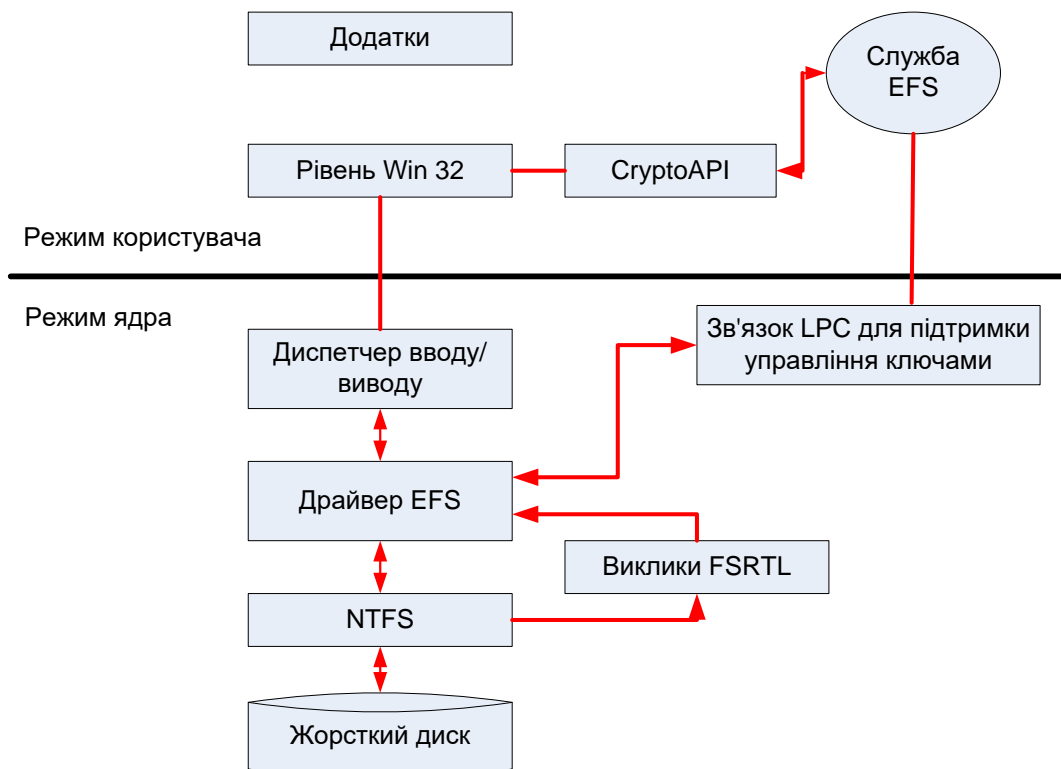 Додатки
Служба
EFS
Рівень Win 32
CryptoAPI
Режим користувача
Режим ядра
Зв'язок LPC для підтримки
управління ключами
Диспетчер вводу/
виводу
Драйвер EFS
Виклики FSRTL
NTFS
Жорсткий диск